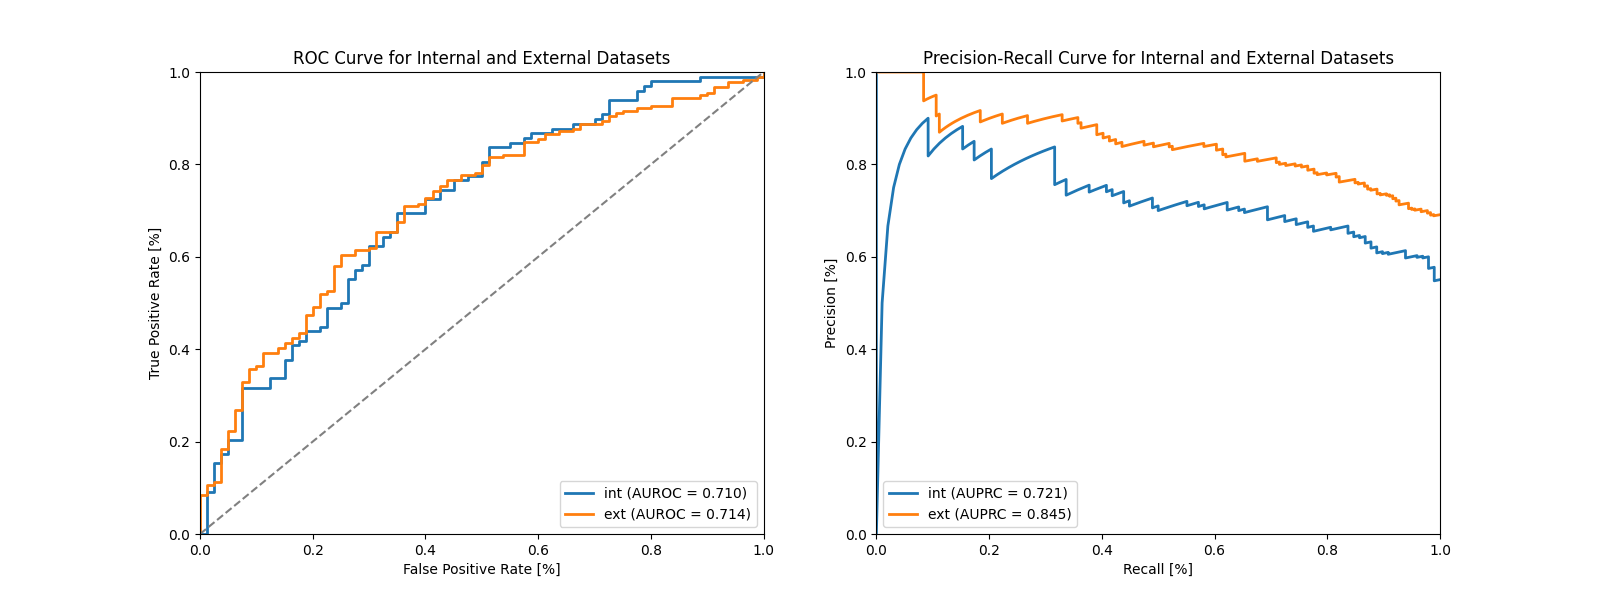 ROC Curve for Internal and External Datasets
1.0
0.8
0.6
0.4
0.2
0.0
True Positive Rate [%]
0.0 0.2 0.4 0.6 0.8 1.0
False Positive Rate [%]
int (AUROC = 0.710)
ext (AUROC = 0.714)
Precision-Recall Curve for Internal and External Datasets
1.0
0.8
0.6
0.4
0.2
0.0
Precision [%]
0.0 0.2 0.4 0.6 0.8 1.0
Recall [%]
int (AUPRC = 0.721)
ext (AUPRC = 0.845)